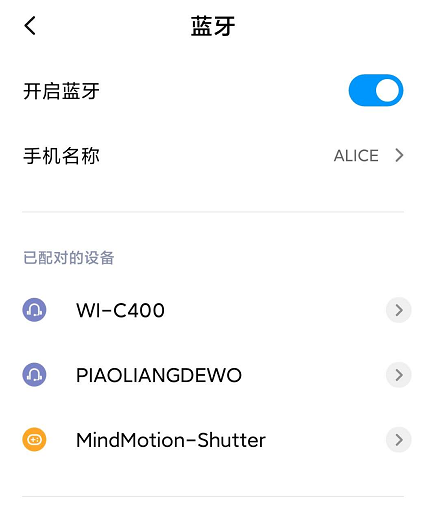 蓝牙
开启蓝牙
手机名称 ALICE
已配对的设备
WI-C400
PIAOLIANGDEWO
MindMotion-Shutter